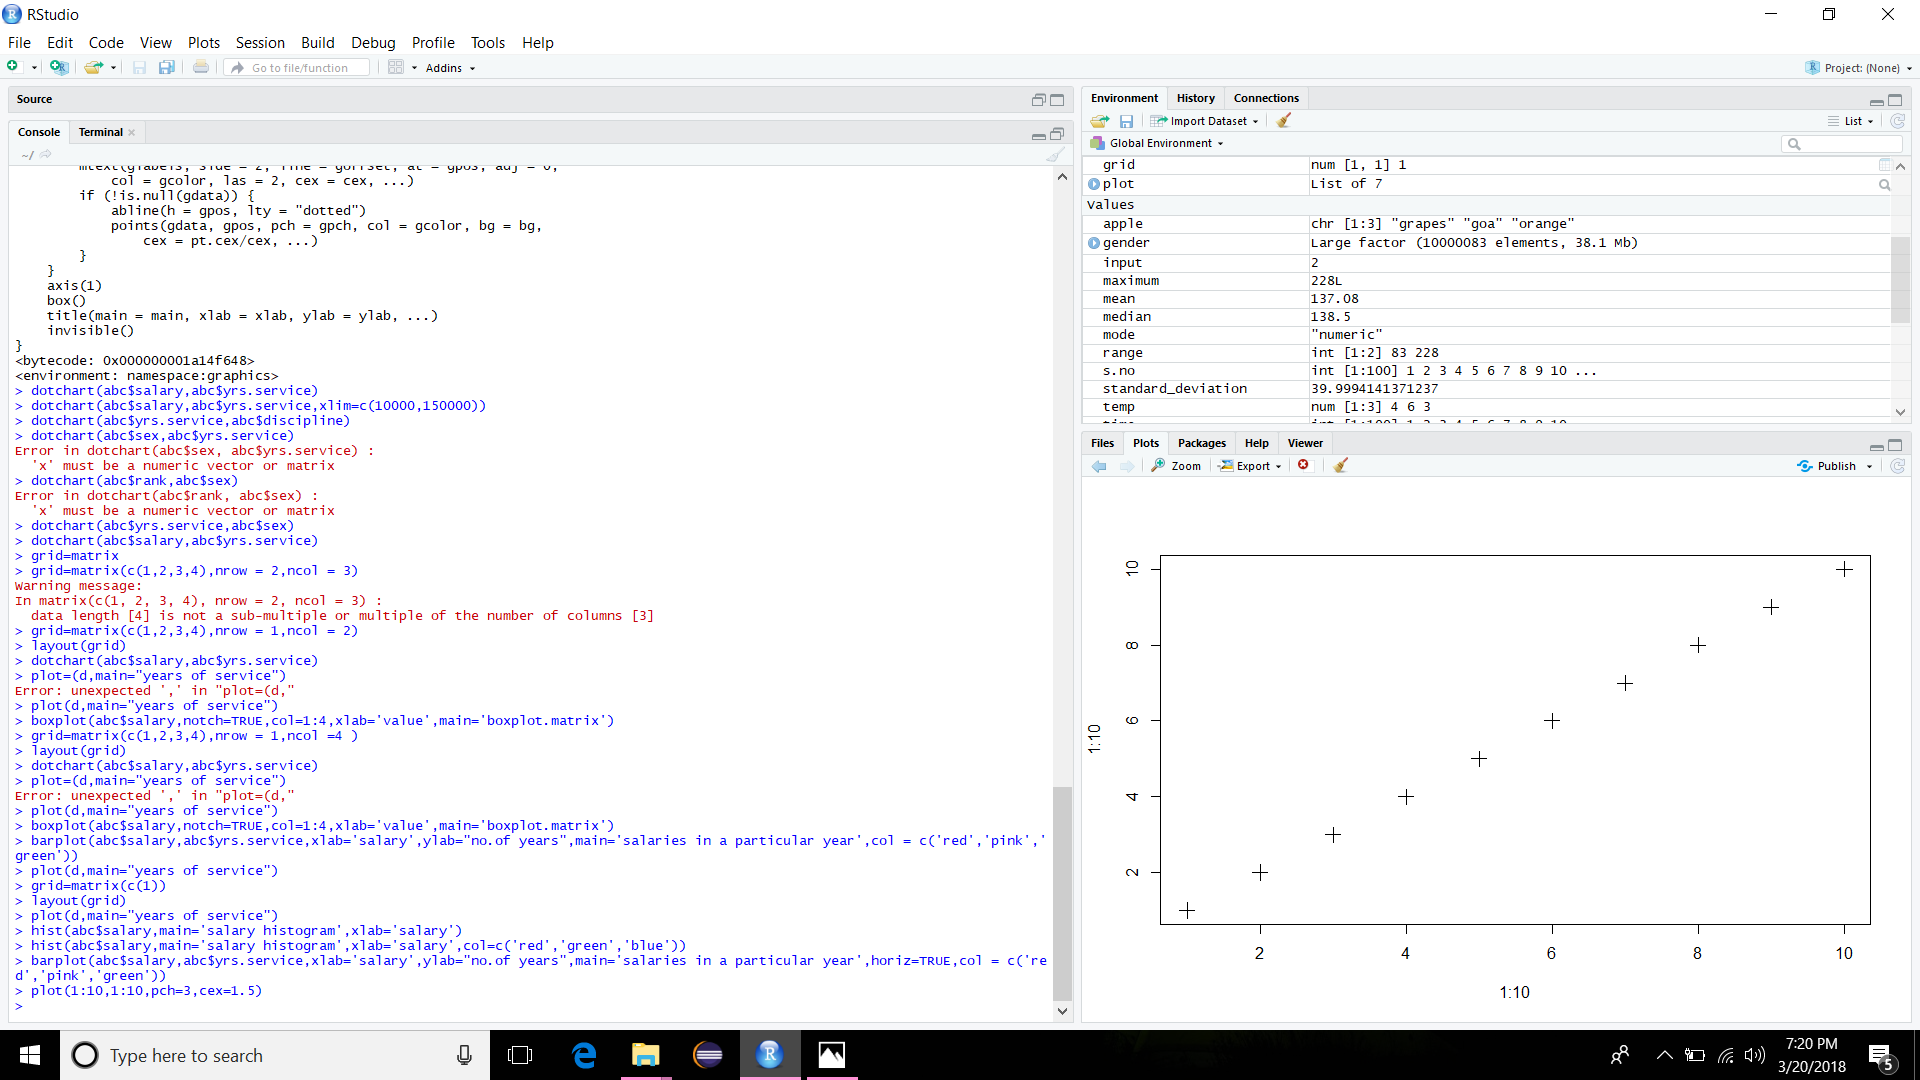 RStudio
File Edit Code View Plots Session Build Debug Profile Tools Help
Go to file/function Addins Project: (None)
Source
Console Terminal
~/
col = gcolor, las = 2, cex = cex, ...)
if (!is.null(gdata)) {
abline(h = gpos, lty = "dotted")
points(gdata, gpos, pch = gpch, col = gcolor, bg = bg,
cex = pt.cex/cex, ...)
}
}
axis(1)
box()
title(main = main, xlab = xlab, ylab = ylab, ...)
invisible()
}
<bytecode: 0x000000001a14f648>
<environment: namespace:graphics>
> dotchart(abc$salary,abc$yrs.service)
> dotchart(abc$salary,abc$yrs.service,xlim=c(10000,150000))
> dotchart(abc$yrs.service,abc$discipline)
> dotchart(abc$sex,abc$yrs.service)
Error in dotchart(abc$sex, abc$yrs.service) :
'x' must be a numeric vector or matrix
> dotchart(abc$rank,abc$sex)
Error in dotchart(abc$rank, abc$sex) :
'x' must be a numeric vector or matrix
> dotchart(abc$yrs.service,abc$sex)
> dotchart(abc$salary,abc$yrs.service)
> grid=matrix
> grid=matrix(c(1,2,3,4),nrow = 2,ncol = 3)
Warning message:
In matrix(c(1, 2, 3, 4), nrow = 2, ncol = 3) :
data length [4] is not a sub-multiple or multiple of the number of columns [3]
> grid=matrix(c(1,2,3,4),nrow = 1,ncol = 2)
> layout(grid)
> dotchart(abc$salary,abc$yrs.service)
> plot=(d,main="years of service")
Error: unexpected ',' in "plot=(d,"
> plot(d,main="years of service")
> boxplot(abc$salary,notch=TRUE,col=1:4,xlab='value',main='boxplot.matrix')
> grid=matrix(c(1,2,3,4),nrow = 1,ncol =4 )
> layout(grid)
> dotchart(abc$salary,abc$yrs.service)
> plot=(d,main="years of service")
Error: unexpected ',' in "plot=(d,"
> plot(d,main="years of service")
> boxplot(abc$salary,notch=TRUE,col=1:4,xlab='value',main='boxplot.matrix')
> barplot(abc$salary,abc$yrs.service,xlab='salary',ylab="no.of years",main='salaries in a particular year',col = c('red','pink','
green'))
> plot(d,main="years of service")
> grid=matrix(c(1))
> layout(grid)
> plot(d,main="years of service")
> hist(abc$salary,main='salary histogram',xlab='salary')
> hist(abc$salary,main='salary histogram',xlab='salary',col=c('red','green','blue'))
> barplot(abc$salary,abc$yrs.service,xlab='salary',ylab="no.of years",main='salaries in a particular year',horiz=TRUE,col = c('re
d','pink','green'))
> plot(1:10,1:10,pch=3,cex=1.5)
>
Environment History Connections
Import Dataset List
Global Environment
grid num [1, 1] 1
plot List of 7
Values
apple chr [1:3] "grapes" "goa" "orange"
gender Large factor (10000083 elements, 38.1 Mb)
input 2
maximum 228L
mean 137.08
median 138.5
mode "numeric"
range int [1:2] 83 228
s.no int [1:100] 1 2 3 4 5 6 7 8 9 10 ...
standard_deviation 39.9994141371237
temp num [1:3] 4 6 3
Files Plots Packages Help Viewer
Zoom Export Publish
10
8
6
4
2
1:10
2 4 6 8 10
1:10
Type here to search
7:20 PM
3/20/2018
5